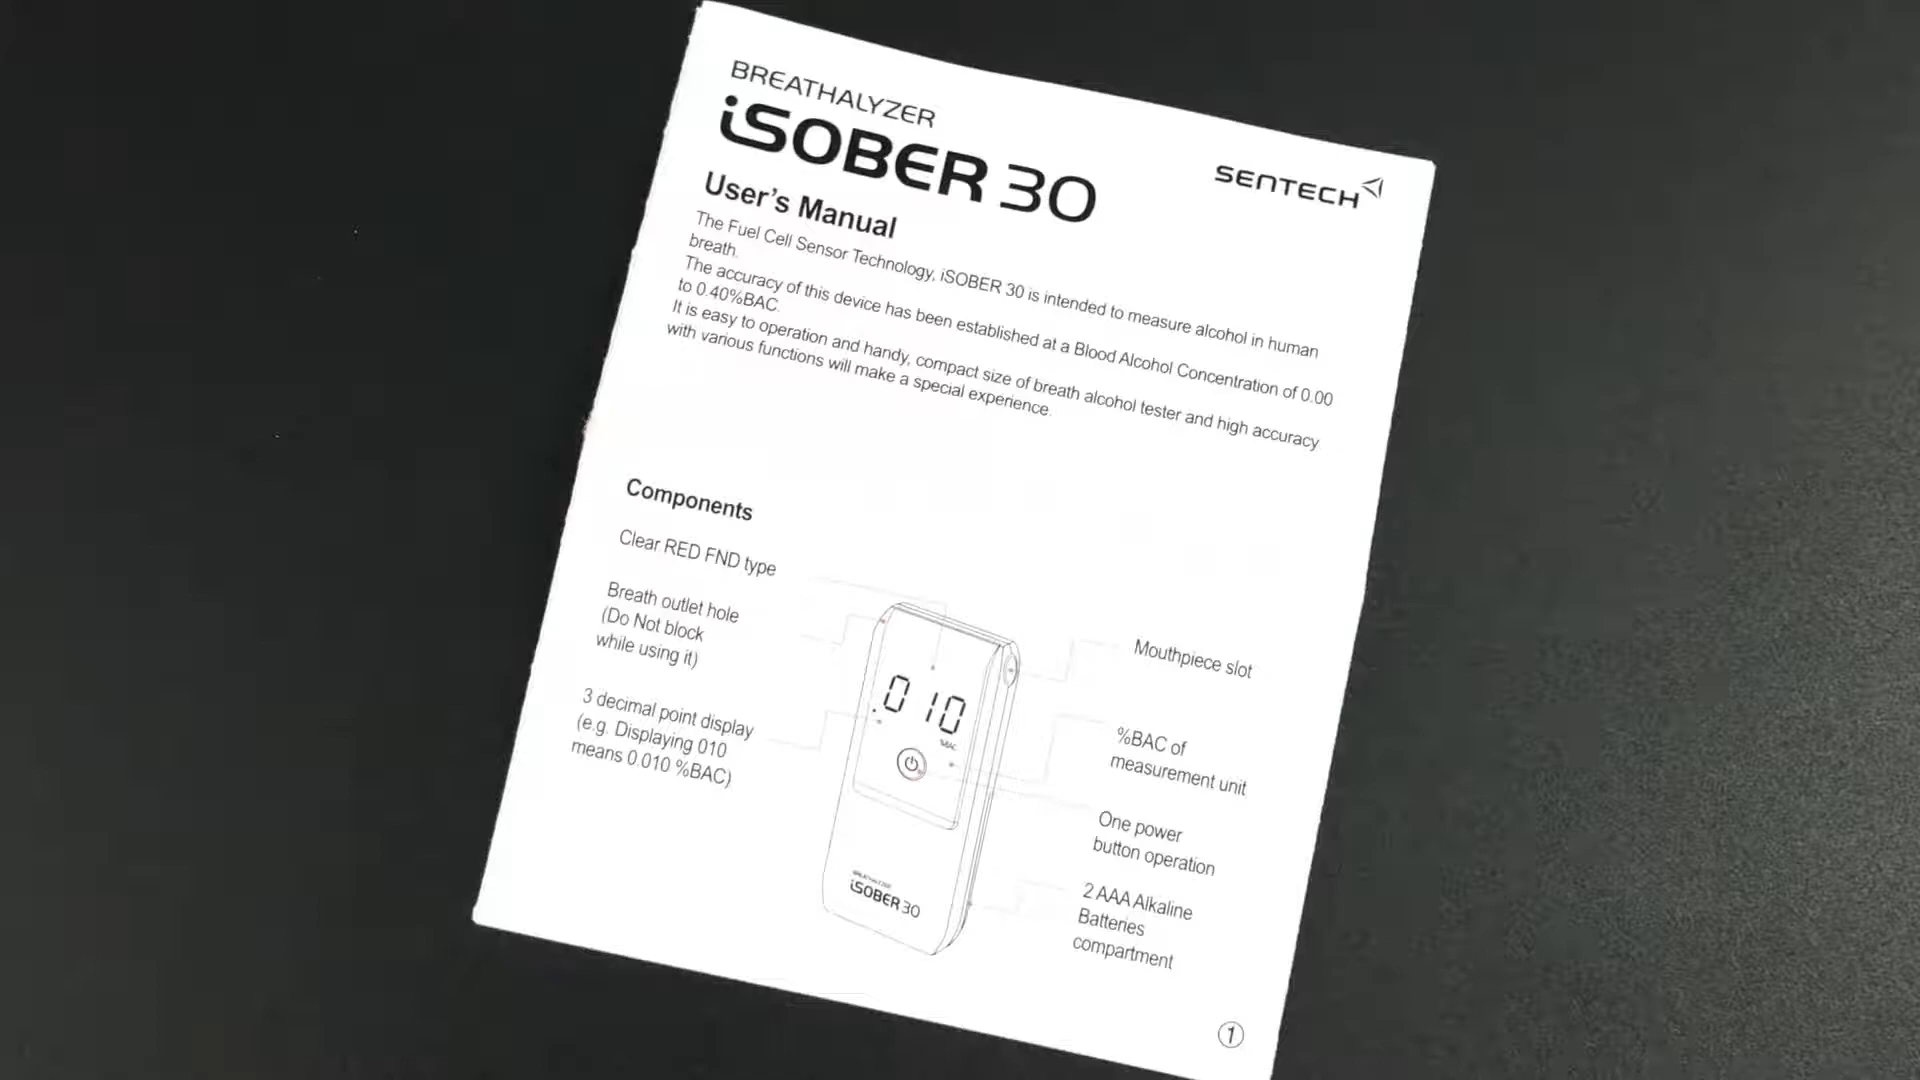 BREATHALYZER
iSOBER 30
SENTECH
User's Manual
The Fuel Cell Sensor Technology, iSOBER 30 is intended to measure alcohol in human
breath.
The accuracy of this device has been established at a Blood Alcohol Concentration of 0.00
to 0.40%BAC.
It is easy to operation and handy, compact size of breath alcohol tester and high accuracy
with various functions will make a special experience.
Components
Clear RED FND type
Breath outlet hole
(Do Not block
while using it)
3 decimal point display
(e.g. Displaying 010
means 0.010 %BAC)
010
%BAC
BREATHALYZER
iSOBER 30
Mouthpiece slot
%BAC of
measurement unit
One power
button operation
2 AAA Alkaline
Batteries
compartment
1